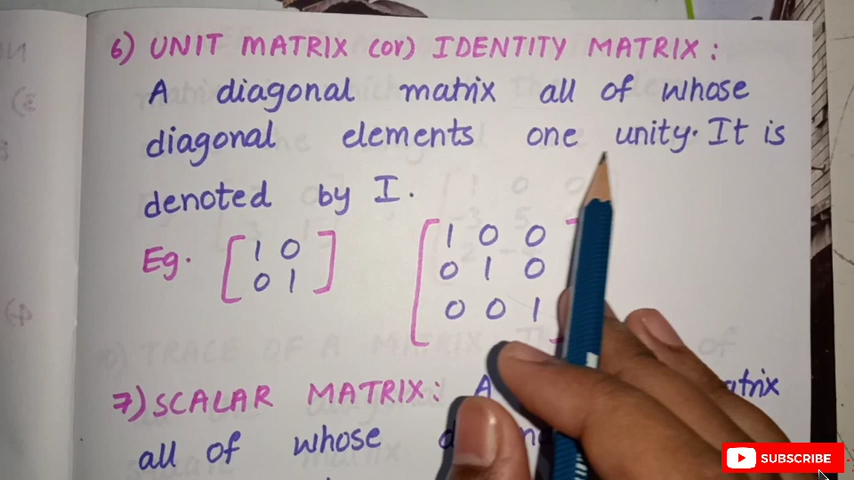 6) UNIT MATRIX (or) IDENTITY MATRIX:
A diagonal matrix all of whose
diagonal elements one unity. It is
denoted by I.
Eg. [1 0 [1 0 0
0 1] 0 1 0
0 0 1
7) SCALAR MATRIX: A
all of whose
SUBSCRIBE